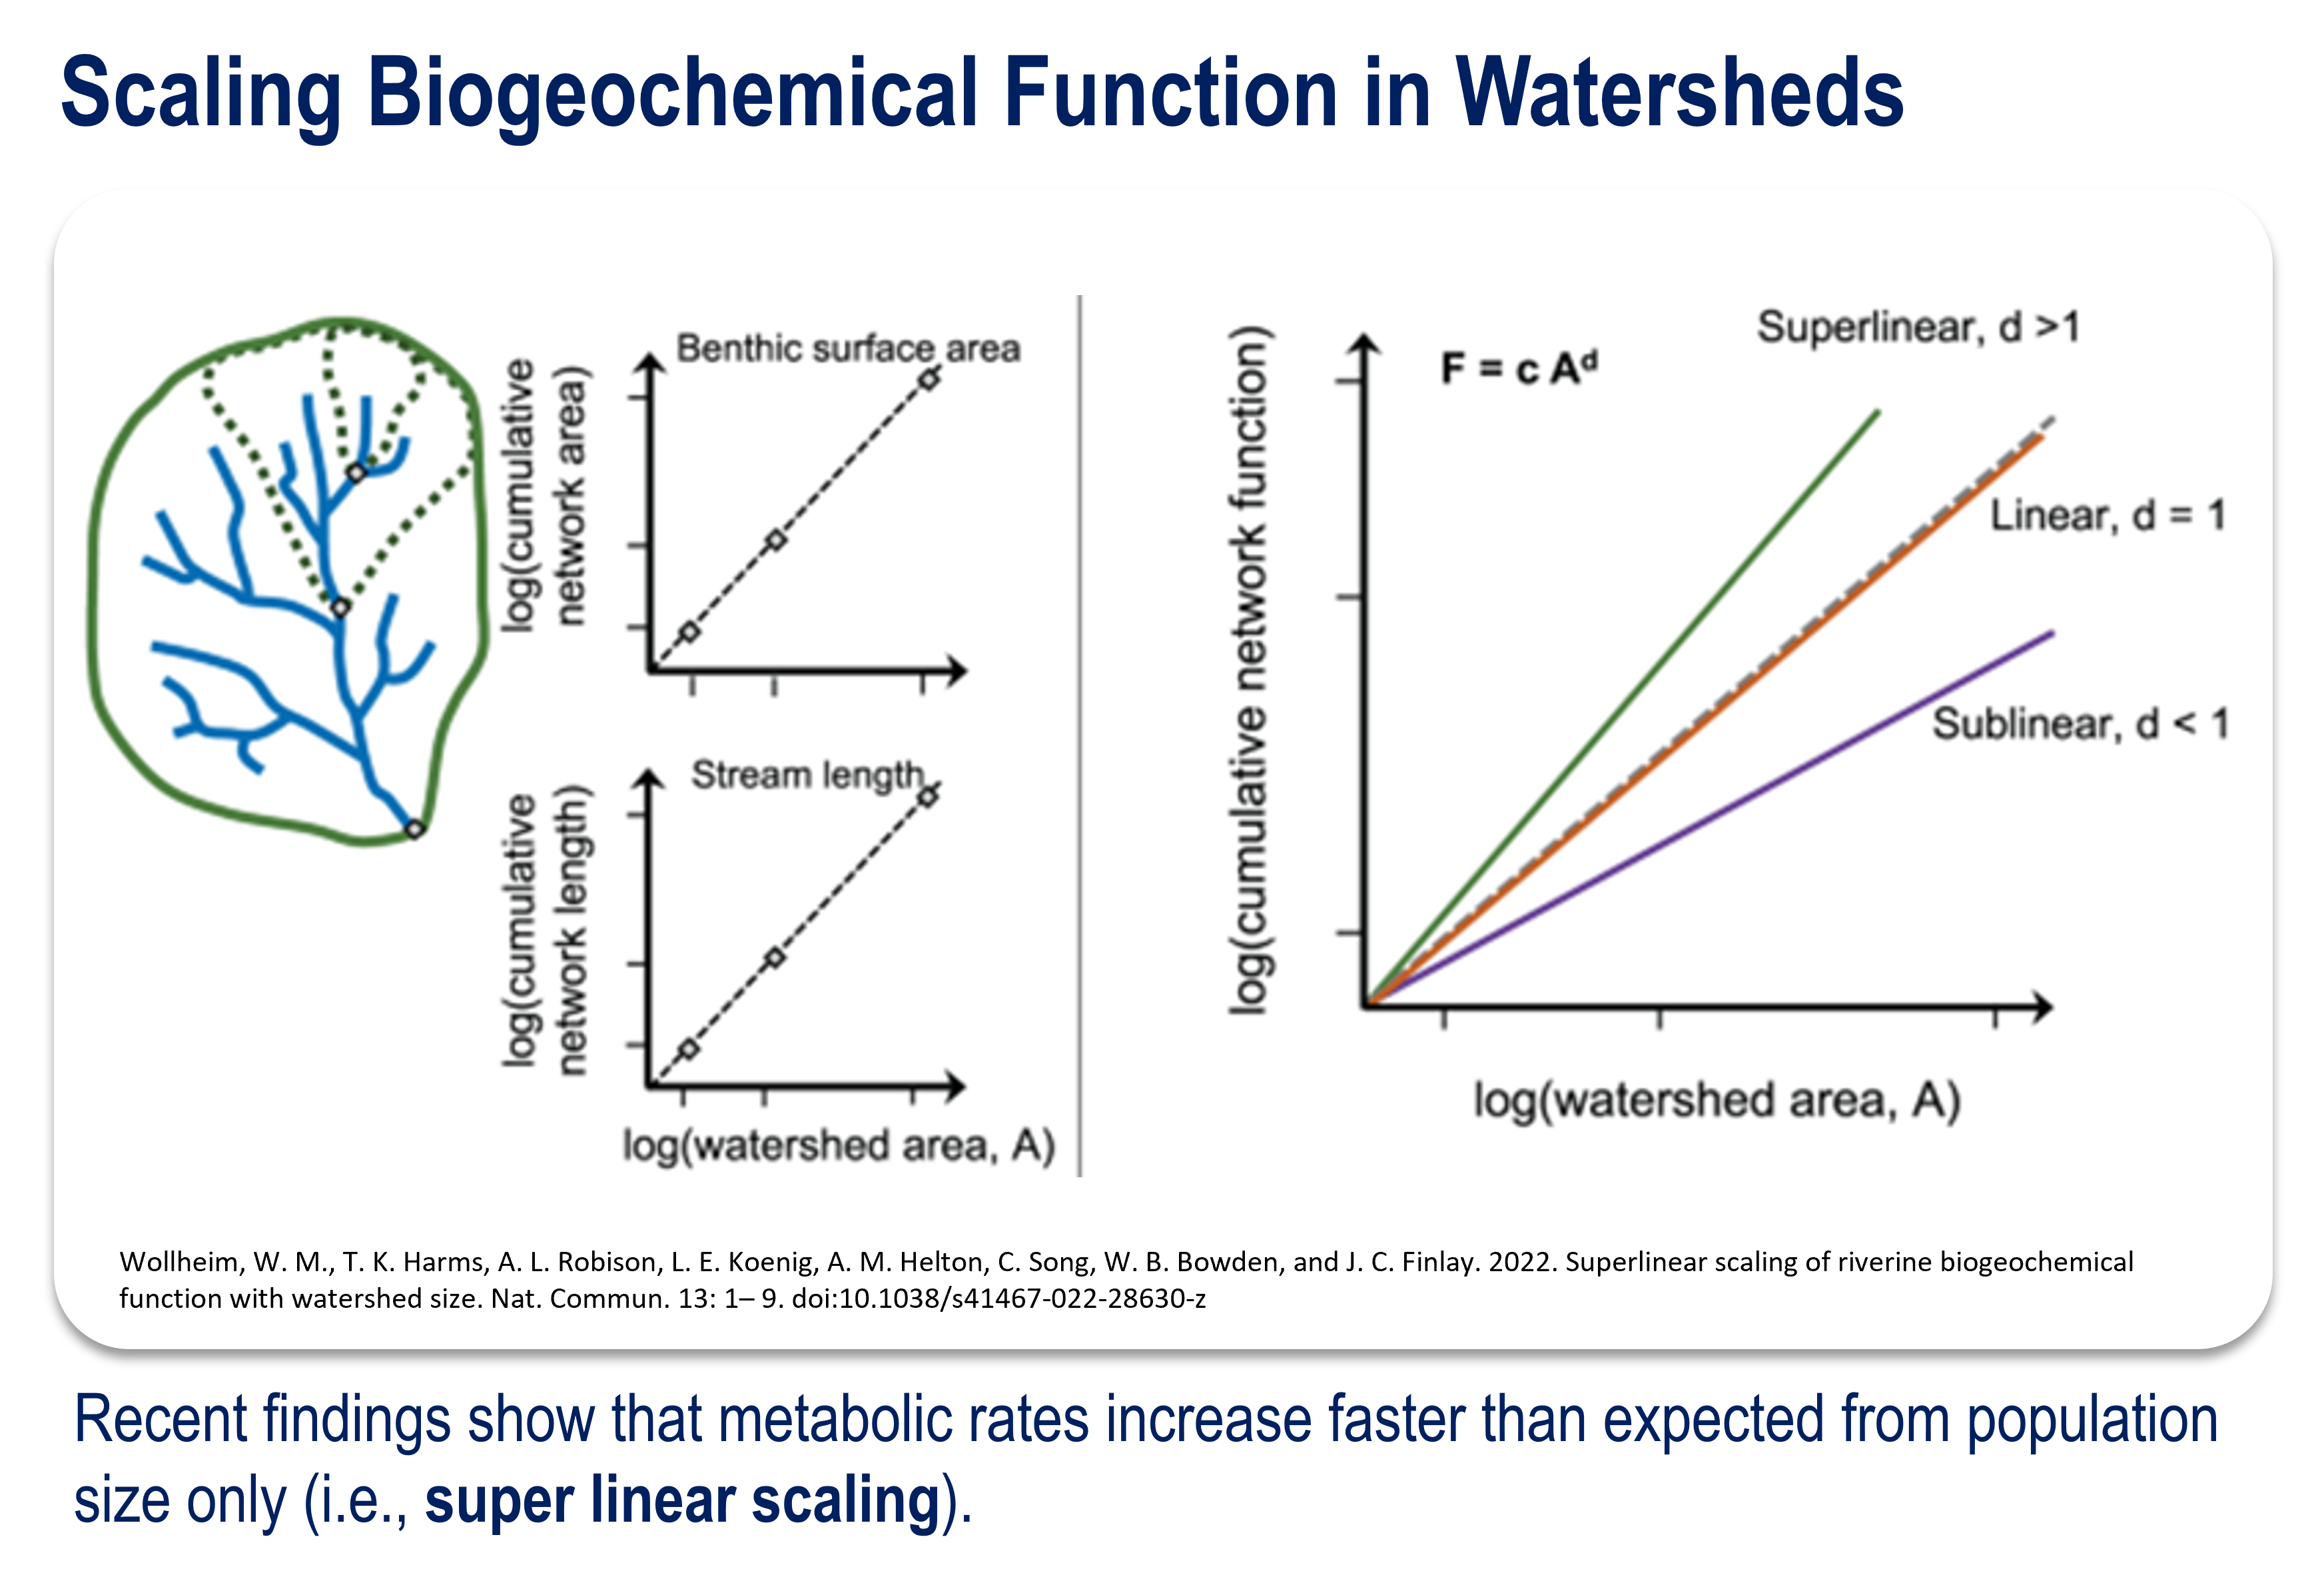 Scaling Biogeochemical Function in Watersheds
log(cumulative
network area)
Benthic surface area
log(cumulative
network length)
Stream length
log(watershed area, A)
log(cumulative network function)
F = c Aᵈ
Superlinear, d >1
Linear, d = 1
Sublinear, d < 1
log(watershed area, A)
Wollheim, W. M., T. K. Harms, A. L. Robison, L. E. Koenig, A. M. Helton, C. Song, W. B. Bowden, and J. C. Finlay. 2022. Superlinear scaling of riverine biogeochemical
function with watershed size. Nat. Commun. 13: 1– 9. doi:10.1038/s41467-022-28630-z
Recent findings show that metabolic rates increase faster than expected from population
size only (i.e., super linear scaling).